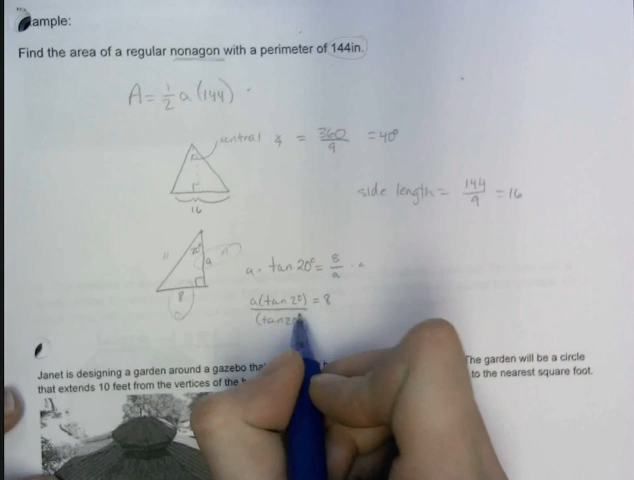 ample:
Find the area of a regular nonagon with a perimeter of 144in.
A = 1/2 a (144)
central ∡ = 360/9 = 40°
16
side length = 144/9 = 16
20°
a
8
a · tan 20° = 8/a · a
a(tan 20) = 8
(tan 20
Janet is designing a garden around a gazebo tha The garden will be a circle
that extends 10 feet from the vertices of the to the nearest square foot.